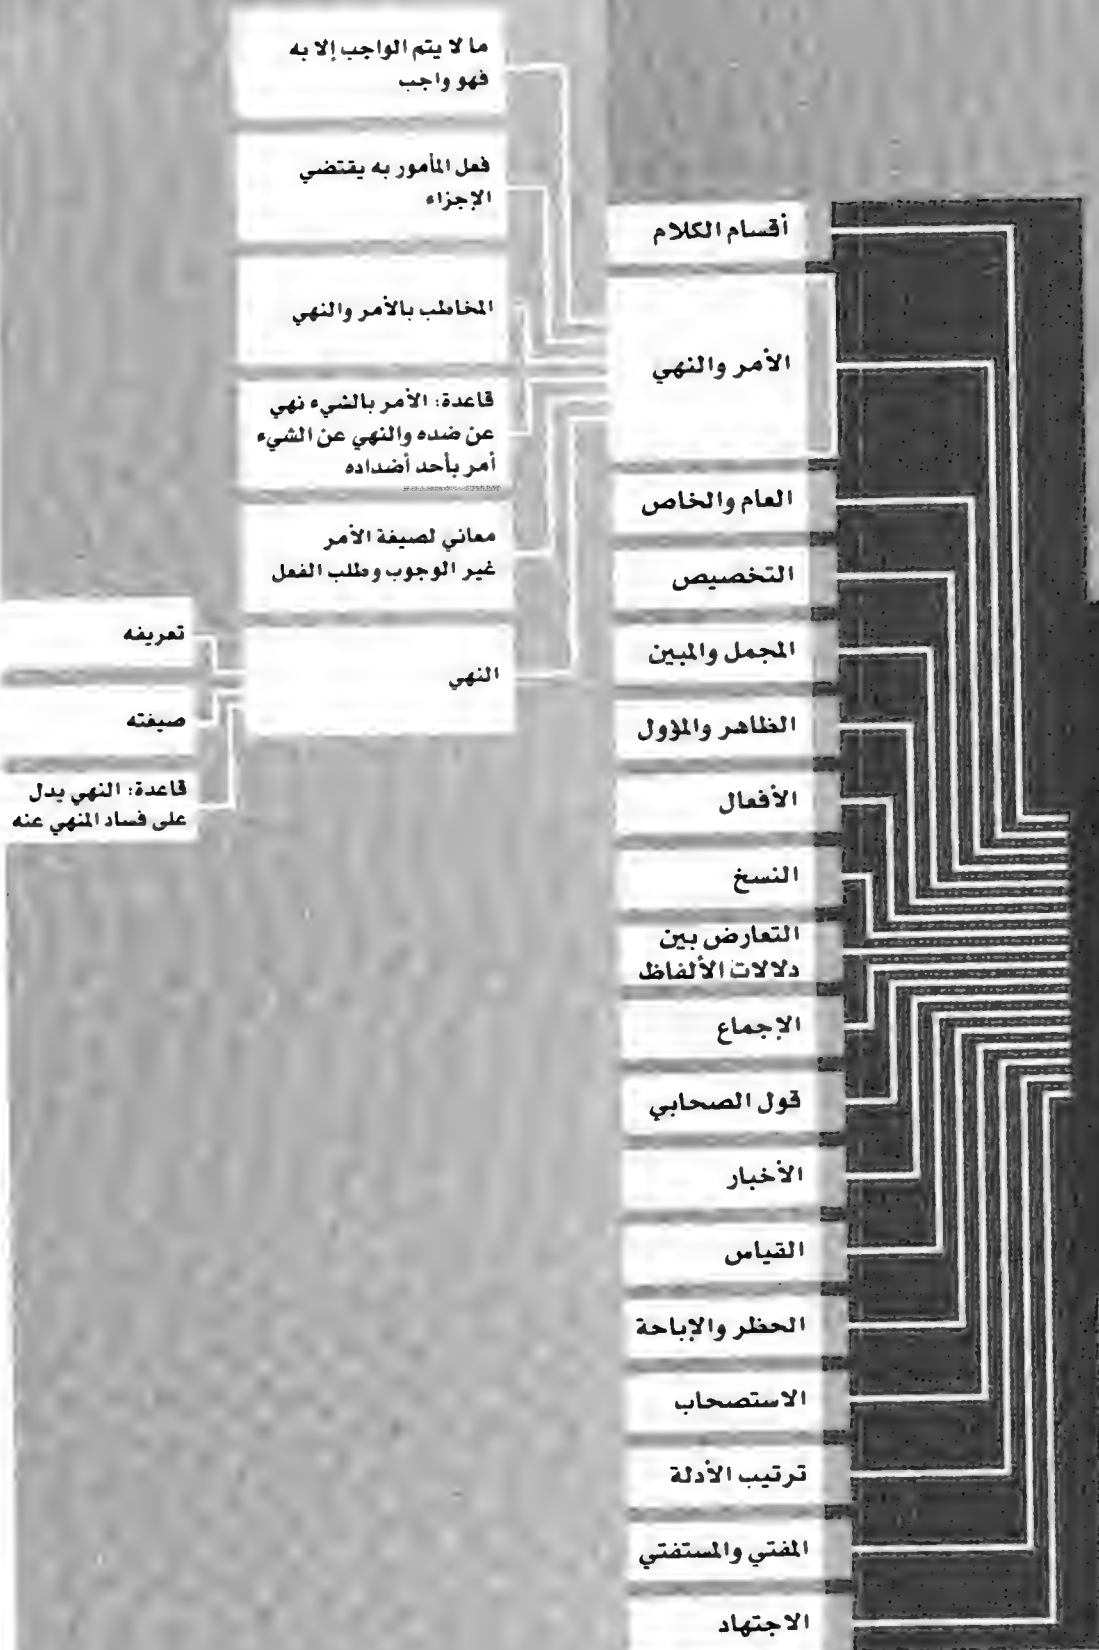 أقسام الكلام
الأمر والنهي
العام والخاص
التخصيص
المجمل والمبين
الظاهر والمؤول
الأفعال
النسخ
التعارض بين
دلالات الألفاظ
الإجماع
قول الصحابي
الأخبار
القياس
الحظر والإباحة
الاستصحاب
ترتيب الأدلة
المفتي والمستفتي
الاجتهاد
ما لا يتم الواجب إلا به
فهو واجب
فعل المأمور به يقتضي
الإجزاء
المخاطب بالأمر والنهي
قاعدة: الأمر بالشيء نهي
عن ضده والنهي عن الشيء
أمر بأحد أضداده
معاني لصيغة الأمر
غير الوجوب وطلب الفعل
النهي
تعريفه
صيغته
قاعدة: النهي يدل
على فساد المنهي عنه